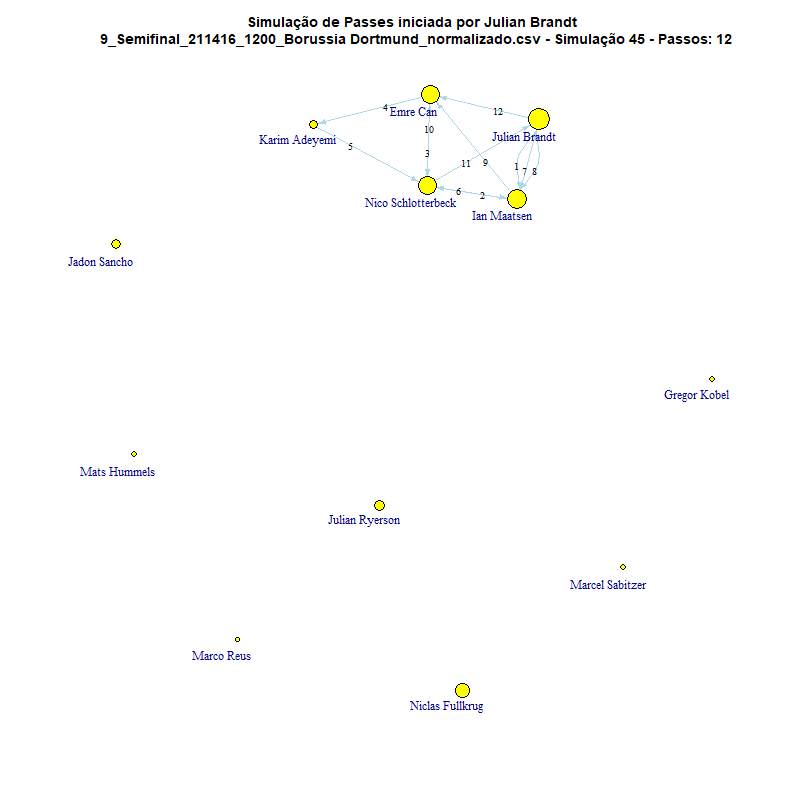 Simulação de Passes iniciada por Julian Brandt
9_Semifinal_211416_1200_Borussia Dortmund_normalizado.csv - Simulação 45 - Passos: 12
4
Emre Can
12
Karim Adeyemi
10
Julian Brandt
5
3
11
9
1
7
8
Nico Schlotterbeck
6
2
Ian Maatsen
Jadon Sancho
Gregor Kobel
Mats Hummels
Julian Ryerson
Marcel Sabitzer
Marco Reus
Niclas Fullkrug